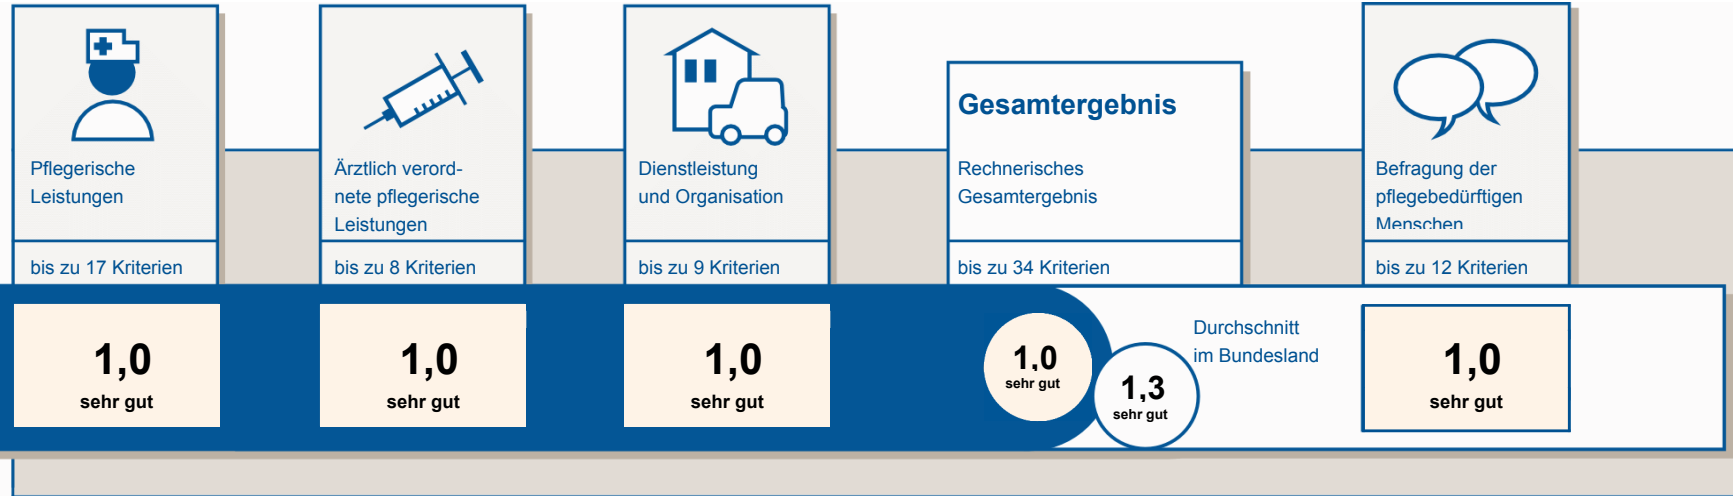 Pflegerische
Leistungen
bis zu 17 Kriterien
1,0
sehr gut
Ärztlich verord-
nete pflegerische
Leistungen
bis zu 8 Kriterien
1,0
sehr gut
Dienstleistung
und Organisation
bis zu 9 Kriterien
1,0
sehr gut
Gesamtergebnis
Rechnerisches
Gesamtergebnis
bis zu 34 Kriterien
1,0
sehr gut
Durchschnitt
im Bundesland
1,3
sehr gut
Befragung der
pflegebedürftigen
Menschen
bis zu 12 Kriterien
1,0
sehr gut